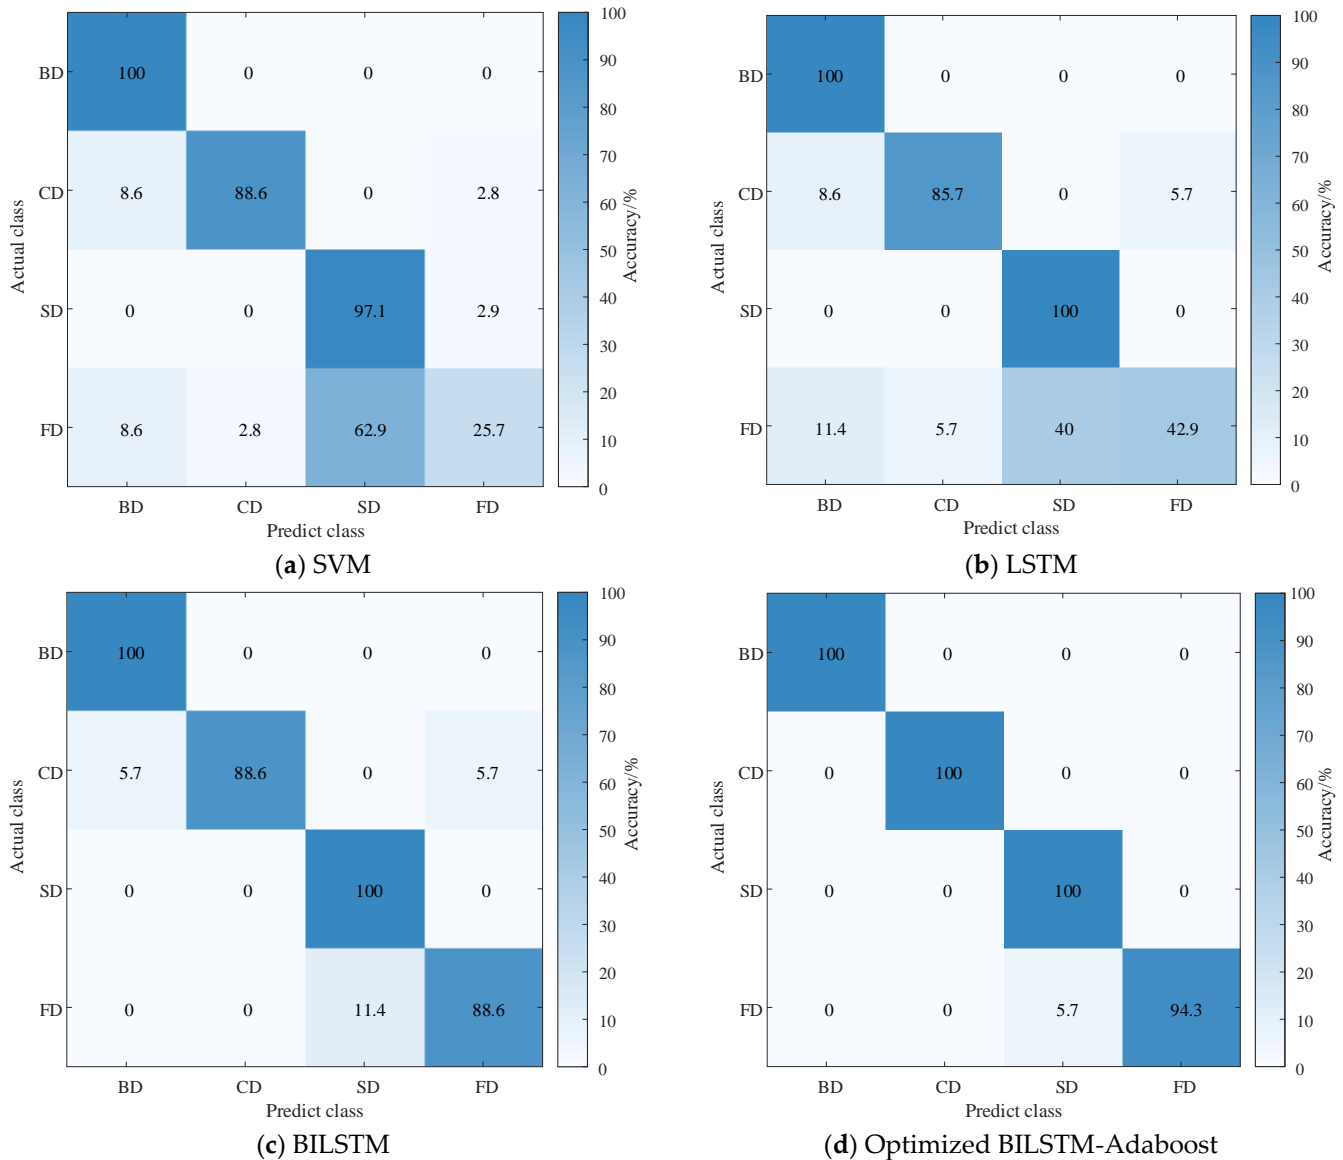 100
90
80
70
60
50
40
30
20
10
0
Accuracy/%
Actual class
BD 100 0 0 0
CD 8.6 88.6 0 2.8
SD 0 0 97.1 2.9
FD 8.6 2.8 62.9 25.7
BD CD SD FD
Predict class
(a) SVM
100
90
80
70
60
50
40
30
20
10
0
Accuracy/%
Actual class
BD 100 0 0 0
CD 8.6 85.7 0 5.7
SD 0 0 100 0
FD 11.4 5.7 40 42.9
BD CD SD FD
Predict class
(b) LSTM
100
90
80
70
60
50
40
30
20
10
0
Accuracy/%
Actual class
BD 100 0 0 0
CD 5.7 88.6 0 5.7
SD 0 0 100 0
FD 0 0 11.4 88.6
BD CD SD FD
Predict class
(c) BILSTM
100
90
80
70
60
50
40
30
20
10
0
Accuracy/%
Actual class
BD 100 0 0 0
CD 0 100 0 0
SD 0 0 100 0
FD 0 0 5.7 94.3
BD CD SD FD
Predict class
(d) Optimized BILSTM-Adaboost